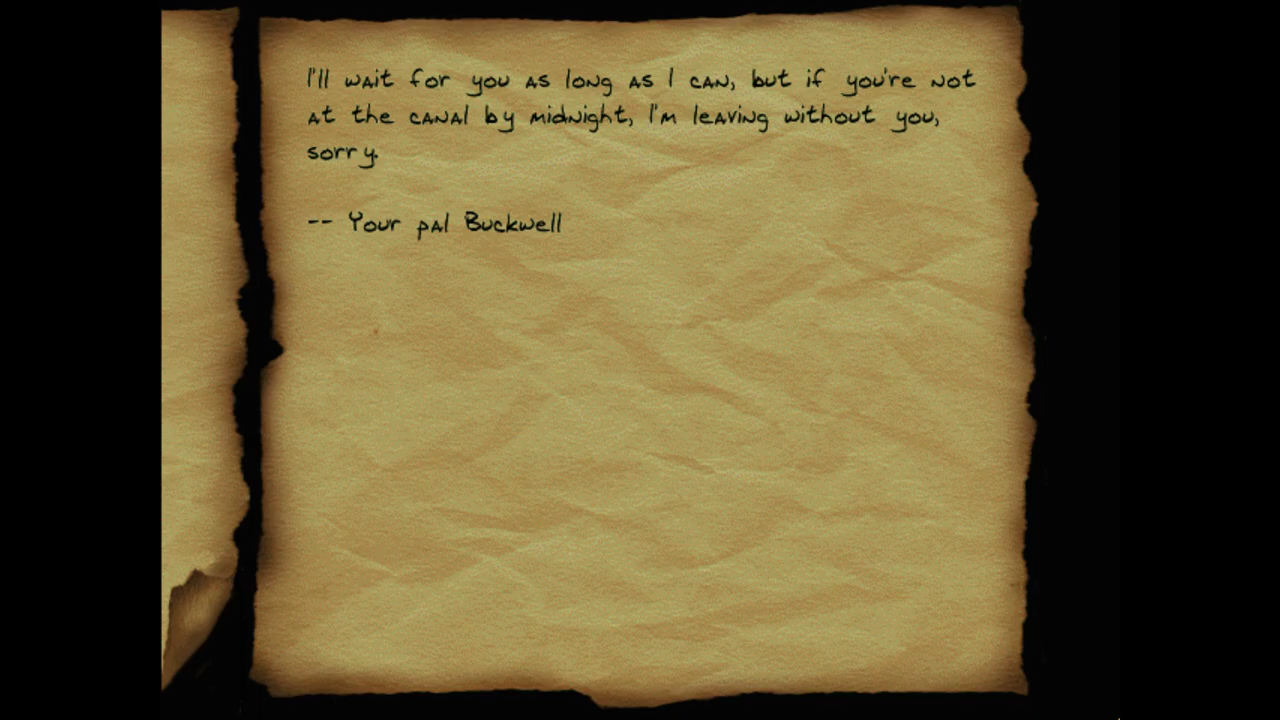 I'll wait for you as long as I can, but if you're not
at the canal by midnight, I'm leaving without you,
sorry.
-- Your pal Buckwell